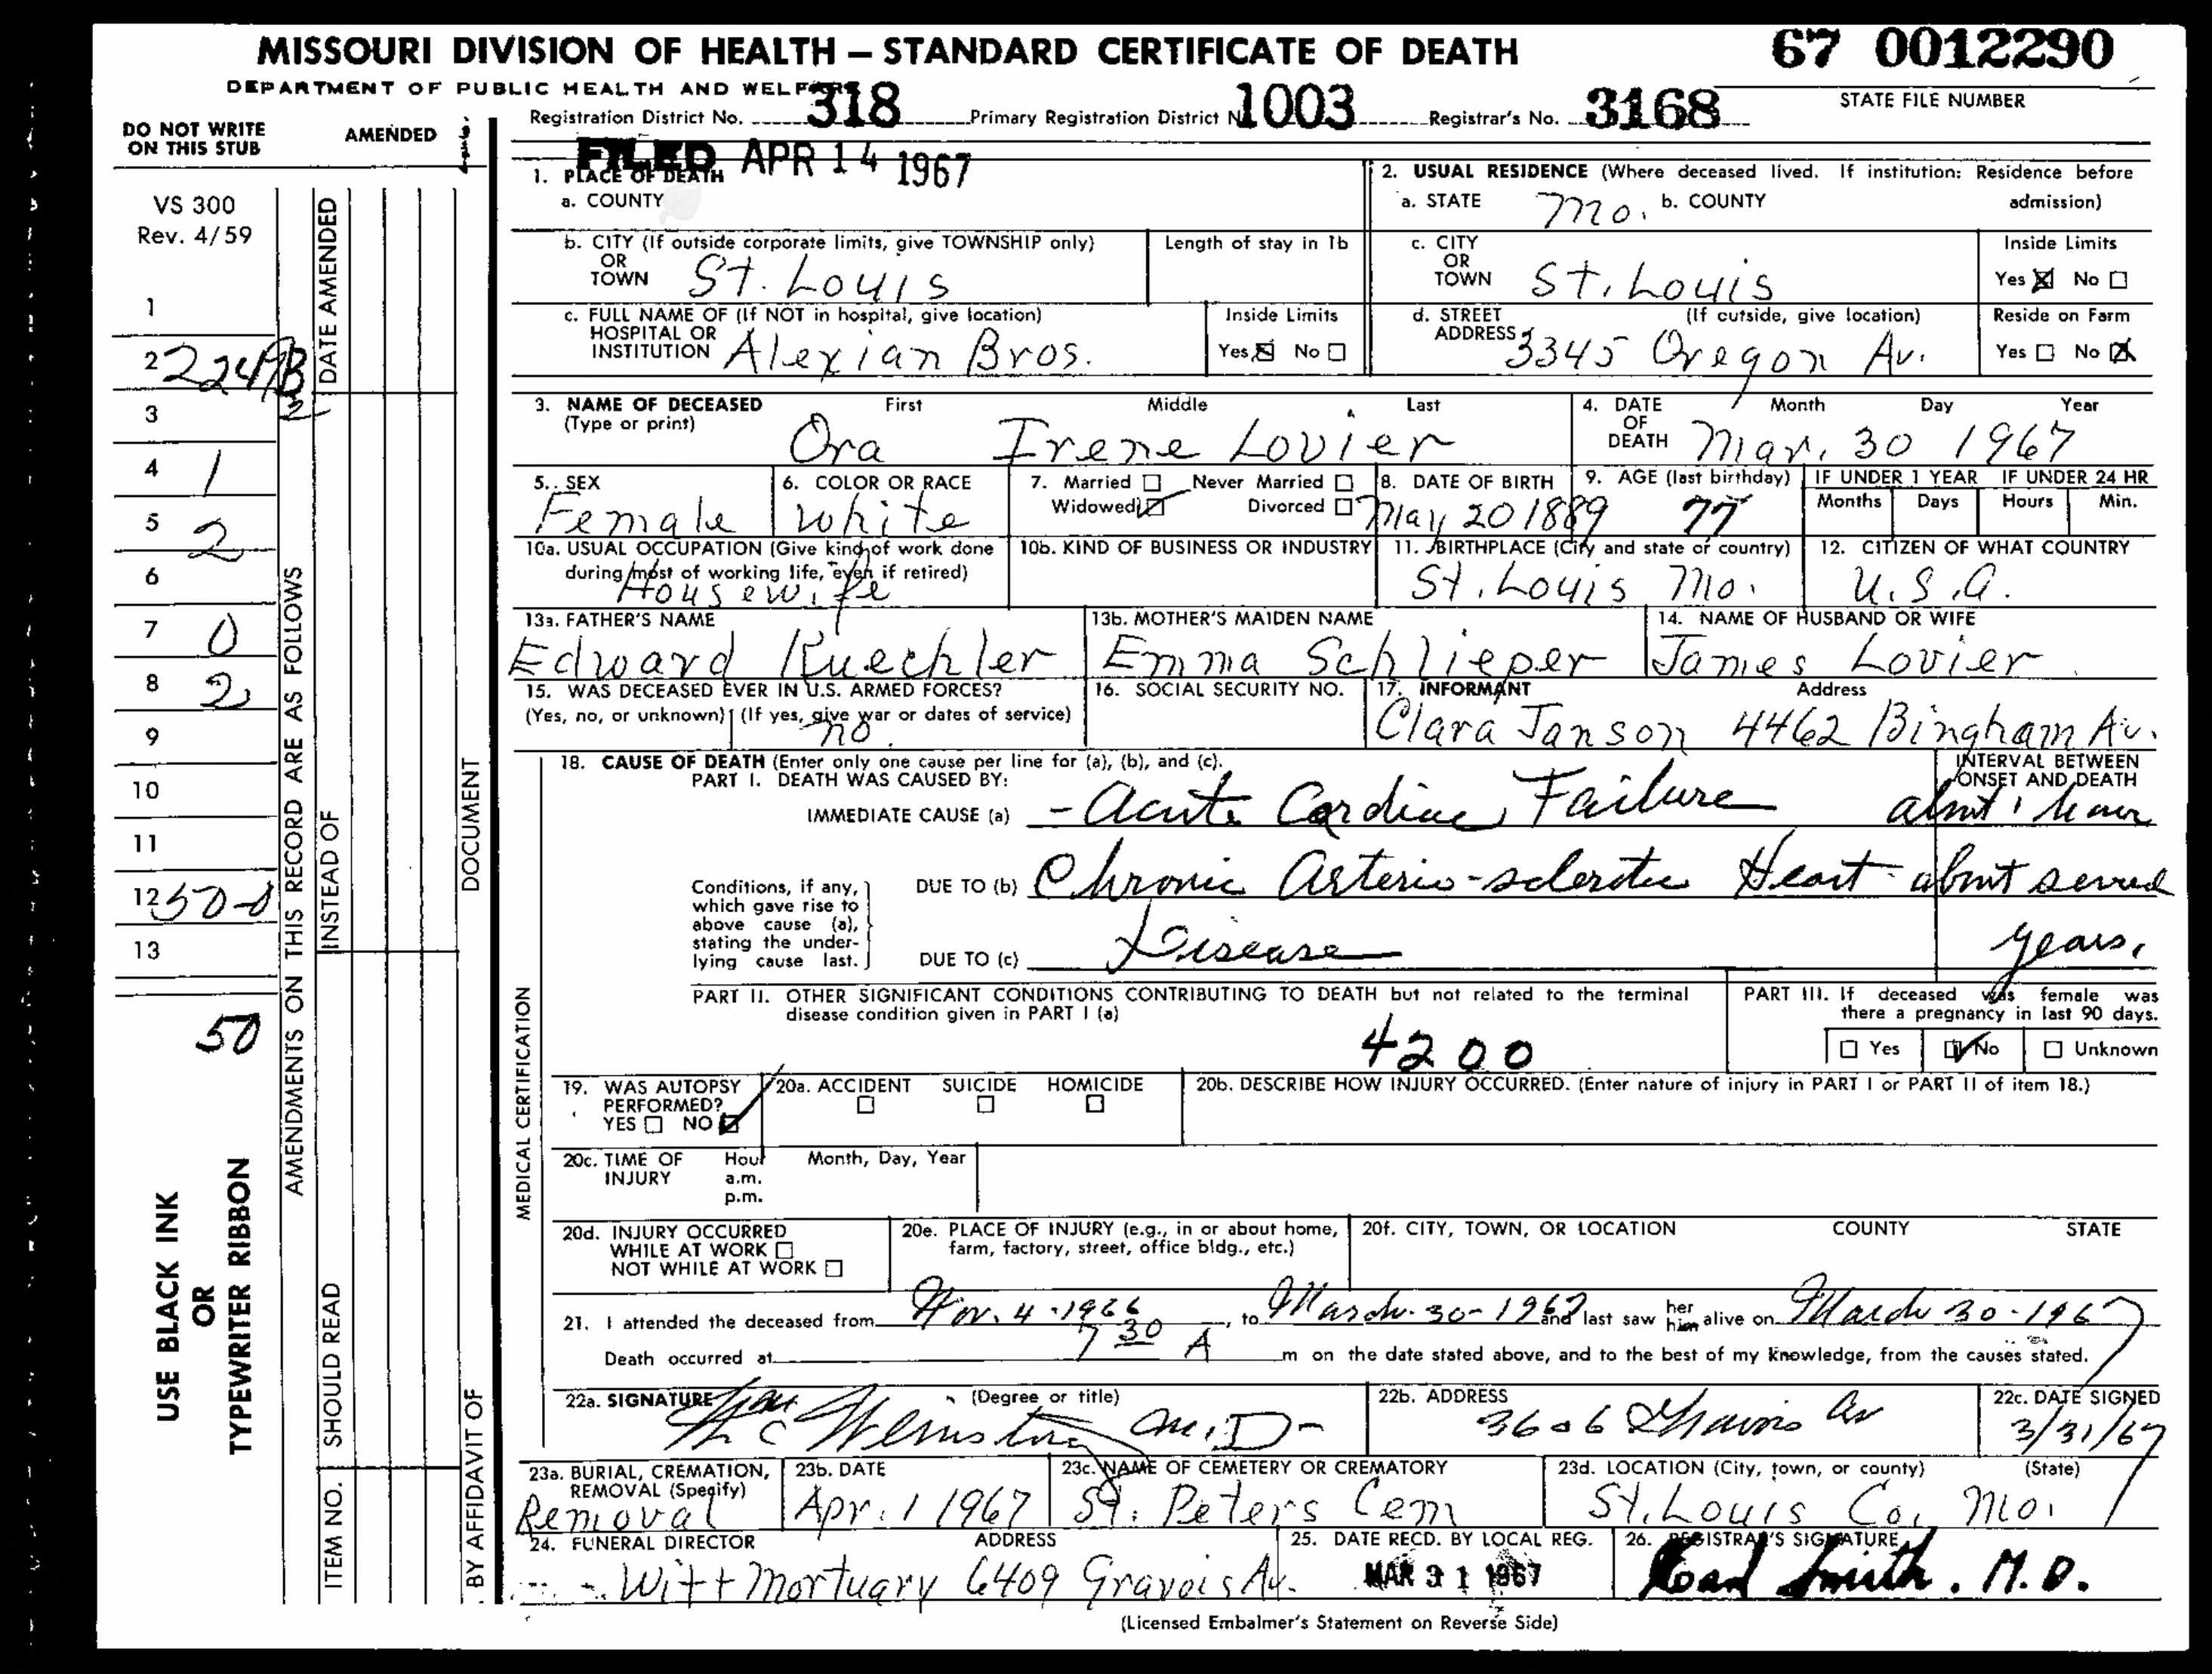 MISSOURI DIVISION OF HEALTH — STANDARD CERTIFICATE OF DEATH
67 0012290
DEPARTMENT OF PUBLIC HEALTH AND WELFARE
STATE FILE NUMBER
Registration District No. 318 Primary Registration District No. 1003 Registrar's No. 3168
DO NOT WRITE ON THIS STUB
AMENDED
VS 300
Rev. 4/59
1
2
3
4 1
5 2
6
7 0
8 2
9
10
11
12 50-0
13
50
USE BLACK INK
OR
TYPEWRITER RIBBON
AMENDMENTS ON THIS RECORD ARE AS FOLLOWS
DATE AMENDED
INSTEAD OF
SHOULD READ
ITEM NO.
DOCUMENT
BY AFFIDAVIT OF
FILED APR 14 1967
1. PLACE OF DEATH
a. COUNTY
2. USUAL RESIDENCE (Where deceased lived. If institution: Residence before admission)
a. STATE Mo. b. COUNTY
b. CITY (If outside corporate limits, give TOWNSHIP only) OR TOWN St. Louis
Length of stay in 1b
c. CITY OR TOWN St. Louis
Inside Limits
Yes No
c. FULL NAME OF (If NOT in hospital, give location) HOSPITAL OR INSTITUTION Alexian Bros.
Inside Limits
Yes No
d. STREET ADDRESS (If outside, give location) 3345 Oregon Av.
Reside on Farm
Yes No
3. NAME OF DECEASED (Type or print) First Middle Last
Ora Irene Lovier
4. DATE OF DEATH Month Day Year
Mar. 30 1967
5. SEX Female
6. COLOR OR RACE White
7. Married Never Married
Widowed Divorced
8. DATE OF BIRTH May 20 1889
9. AGE (last birthday) 77
IF UNDER 1 YEAR Months Days
IF UNDER 24 HR Hours Min.
10a. USUAL OCCUPATION (Give kind of work done during most of working life, even if retired) Housewife
10b. KIND OF BUSINESS OR INDUSTRY
11. BIRTHPLACE (City and state or country) St. Louis Mo.
12. CITIZEN OF WHAT COUNTRY U.S.A.
13a. FATHER'S NAME Edward Kuechler
13b. MOTHER'S MAIDEN NAME Emma Schlieper
14. NAME OF HUSBAND OR WIFE James Lovier
15. WAS DECEASED EVER IN U.S. ARMED FORCES?
(Yes, no, or unknown) (If yes, give war or dates of service) no
16. SOCIAL SECURITY NO.
17. INFORMANT Address
Clara Janson 4462 Bingham Av.
MEDICAL CERTIFICATION
18. CAUSE OF DEATH (Enter only one cause per line for (a), (b), and (c).
PART I. DEATH WAS CAUSED BY:
INTERVAL BETWEEN ONSET AND DEATH
IMMEDIATE CAUSE (a) - Acute Cardiac Failure about 1 hour
Conditions, if any, which gave rise to above cause (a), stating the underlying cause last.
DUE TO (b) Chronic Arterio-sclerotic Heart about several
DUE TO (c) Disease years.
PART II. OTHER SIGNIFICANT CONDITIONS CONTRIBUTING TO DEATH but not related to the terminal disease condition given in PART I (a)
4200
PART III. If deceased was female was there a pregnancy in last 90 days.
Yes No Unknown
19. WAS AUTOPSY PERFORMED?
YES NO
20a. ACCIDENT SUICIDE HOMICIDE
20b. DESCRIBE HOW INJURY OCCURRED. (Enter nature of injury in PART I or PART II of item 18.)
20c. TIME OF INJURY Hour a.m. p.m. Month, Day, Year
20d. INJURY OCCURRED
WHILE AT WORK
NOT WHILE AT WORK
20e. PLACE OF INJURY (e.g., in or about home, farm, factory, street, office bldg., etc.)
20f. CITY, TOWN, OR LOCATION COUNTY STATE
21. I attended the deceased from Nov. 4-1966, to March-30-1967 and last saw her him alive on March 30-1967
Death occurred at 7 30 A m on the date stated above, and to the best of my knowledge, from the causes stated.
22a. SIGNATURE (Degree or title) M.D-
22b. ADDRESS 3606 Gravois Av
22c. DATE SIGNED 3/31/67
23a. BURIAL, CREMATION, REMOVAL (Specify) Removal
23b. DATE Apr. 1 1967
23c. NAME OF CEMETERY OR CREMATORY St. Peters Cem
23d. LOCATION (City, town, or county) (State) St. Louis Co. Mo.
24. FUNERAL DIRECTOR ADDRESS
Witt Mortuary 6409 Gravois Av.
25. DATE RECD. BY LOCAL REG. MAR 31 1967
26. REGISTRAR'S SIGNATURE Smith. M.D.
(Licensed Embalmer's Statement on Reverse Side)